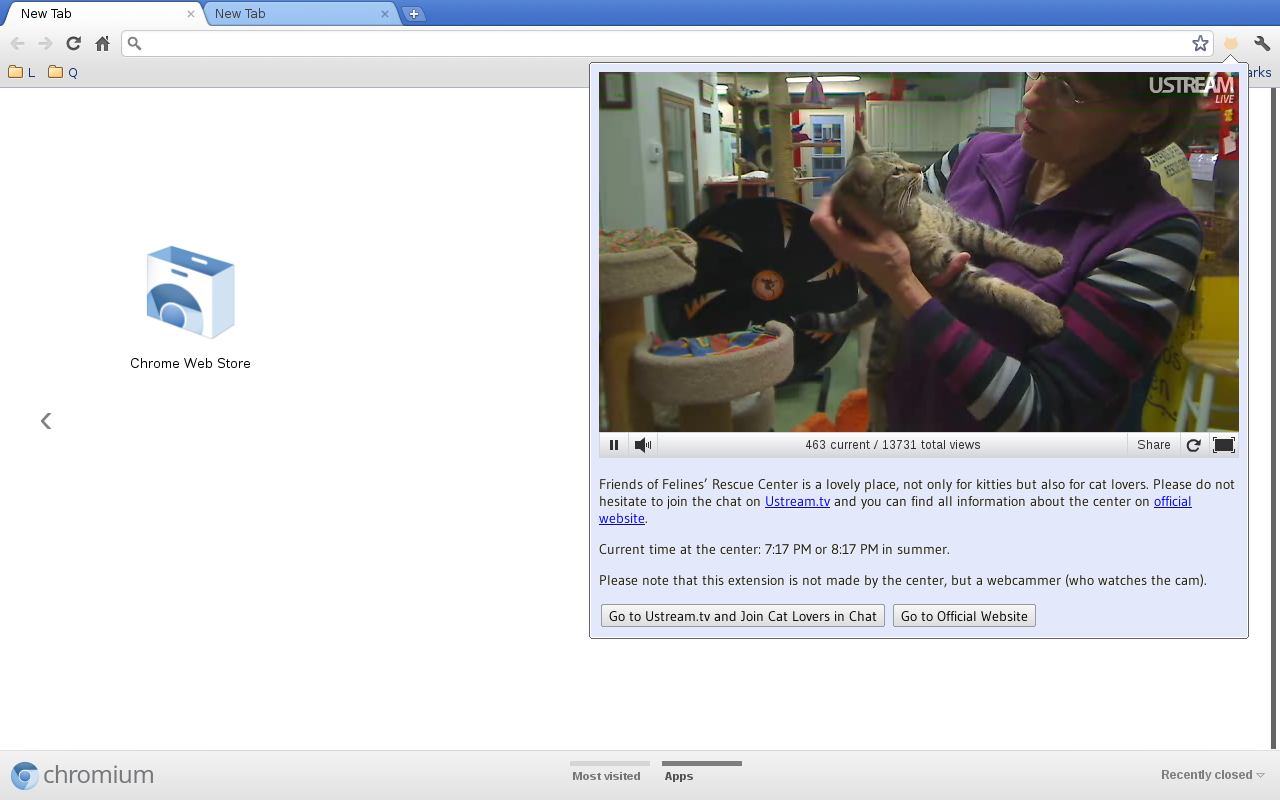 New Tab
New Tab
L
Q
arks
USTREAM
LIVE
Chrome Web Store
463 current / 13731 total views
Share
Friends of Felines’ Rescue Center is a lovely place, not only for kitties but also for cat lovers. Please do not
hesitate to join the chat on Ustream.tv and you can find all information about the center on official
website.
Current time at the center: 7:17 PM or 8:17 PM in summer.
Please note that this extension is not made by the center, but a webcammer (who watches the cam).
Go to Ustream.tv and Join Cat Lovers in Chat
Go to Official Website
chromium
Most visited
Apps
Recently closed